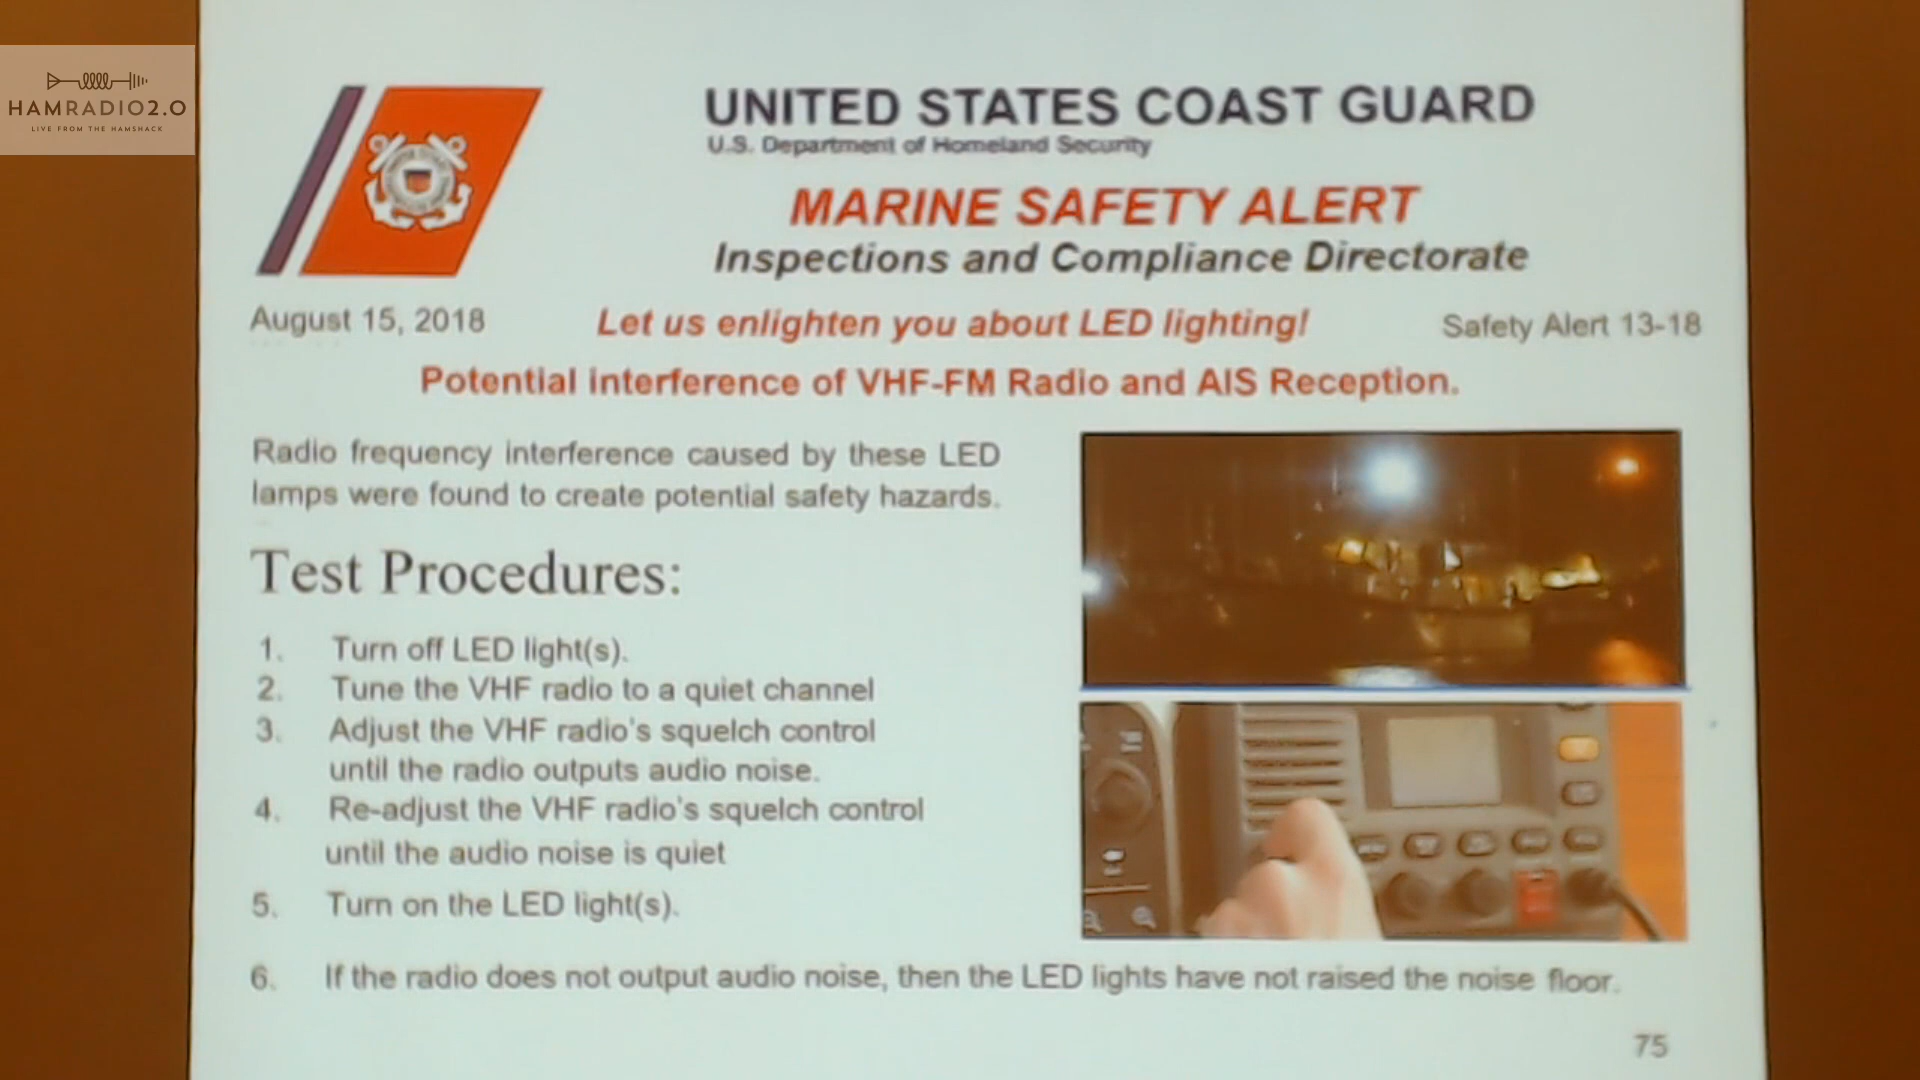 HAMRADIO2.0
LIVE FROM THE HAMSHACK
UNITED STATES COAST GUARD
U.S. Department of Homeland Security
MARINE SAFETY ALERT
Inspections and Compliance Directorate
August 15, 2018
Let us enlighten you about LED lighting!
Safety Alert 13-18
Potential interference of VHF-FM Radio and AIS Reception.
Radio frequency interference caused by these LED
lamps were found to create potential safety hazards.
Test Procedures:
1. Turn off LED light(s).
2. Tune the VHF radio to a quiet channel
3. Adjust the VHF radio's squelch control
until the radio outputs audio noise.
4. Re-adjust the VHF radio's squelch control
until the audio noise is quiet
5. Turn on the LED light(s).
6. If the radio does not output audio noise, then the LED lights have not raised the noise floor.
75